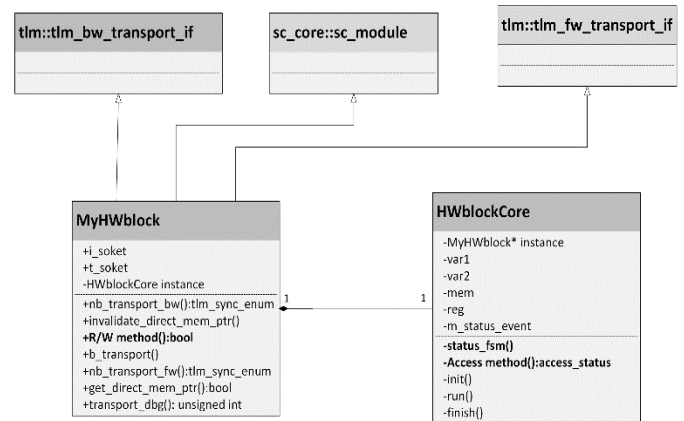 tlm::tlm_bw_transport_if
sc_core::sc_module
tlm::tlm_fw_transport_if
MyHWblock
+i_soket
+t_soket
-HWblockCore instance
+nb_transport_bw():tlm_sync_enum
+invalidate_direct_mem_ptr()
+R/W method():bool
+b_transport()
+nb_transport_fw():tlm_sync_enum
+get_direct_mem_ptr():bool
+transport_dbg(): unsigned int
1
1
HWblockCore
-MyHWblock* instance
-var1
-var2
-mem
-reg
-m_status_event
-status_fsm()
-Access method():access_status
-init()
-run()
-finish()